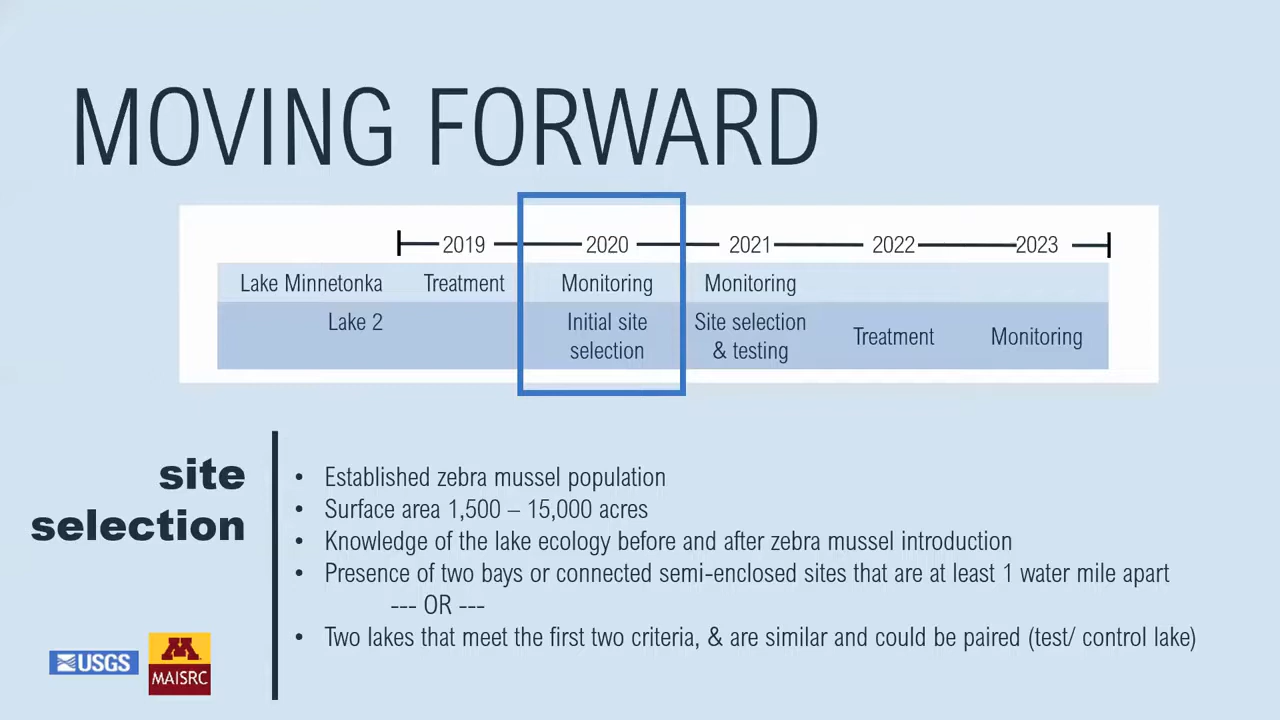 MOVING FORWARD
2019 2020 2021 2022 2023
Lake Minnetonka Treatment Monitoring Monitoring
Lake 2 Initial site selection Site selection & testing Treatment Monitoring
site
selection
• Established zebra mussel population
• Surface area 1,500 – 15,000 acres
• Knowledge of the lake ecology before and after zebra mussel introduction
• Presence of two bays or connected semi-enclosed sites that are at least 1 water mile apart
--- OR ---
• Two lakes that meet the first two criteria, & are similar and could be paired (test/ control lake)
USGS
M
MAISRC